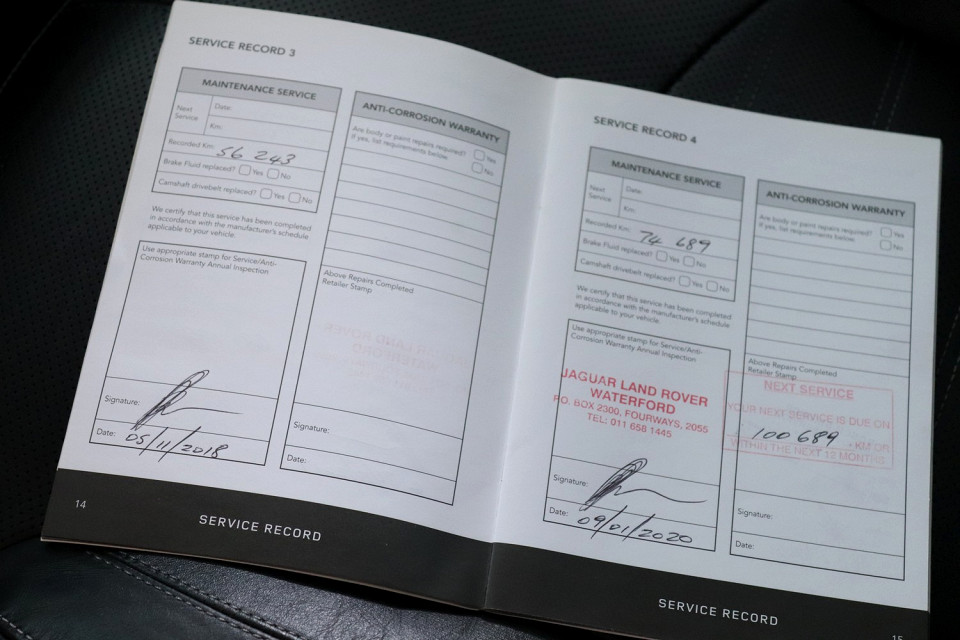 SERVICE RECORD 3
MAINTENANCE SERVICE
Next
Service
Date:
Km:
Recorded Km: 56 243
Brake Fluid replaced? Yes No
Camshaft drivebelt replaced? Yes No
We certify that this service has been completed
in accordance with the manufacturer's schedule
applicable to your vehicle.
Use appropriate stamp for Service/Anti-
Corrosion Warranty Annual Inspection
Signature:
Date: 05/11/2018
ANTI-CORROSION WARRANTY
Are body or paint repairs required? Yes
If yes, list requirements below. No
Above Repairs Completed
Retailer Stamp
Signature:
Date:
14
SERVICE RECORD
SERVICE RECORD 4
MAINTENANCE SERVICE
Next
Service
Date:
Km:
Recorded Km: 74 689
Brake Fluid replaced? Yes No
Camshaft drivebelt replaced? Yes No
We certify that this service has been completed
in accordance with the manufacturer's schedule
applicable to your vehicle.
Use appropriate stamp for Service/Anti-
Corrosion Warranty Annual Inspection
JAGUAR LAND ROVER
WATERFORD
P.O. BOX 2300, FOURWAYS, 2055
TEL: 011 658 1445
Signature:
Date: 09/01/2020
ANTI-CORROSION WARRANTY
Are body or paint repairs required? Yes
If yes, list requirements below. No
Above Repairs Completed
Retailer Stamp
NEXT SERVICE
YOUR NEXT SERVICE IS DUE ON
100 689 KM OR
WITHIN THE NEXT 12 MONTHS
Signature:
Date:
SERVICE RECORD
15